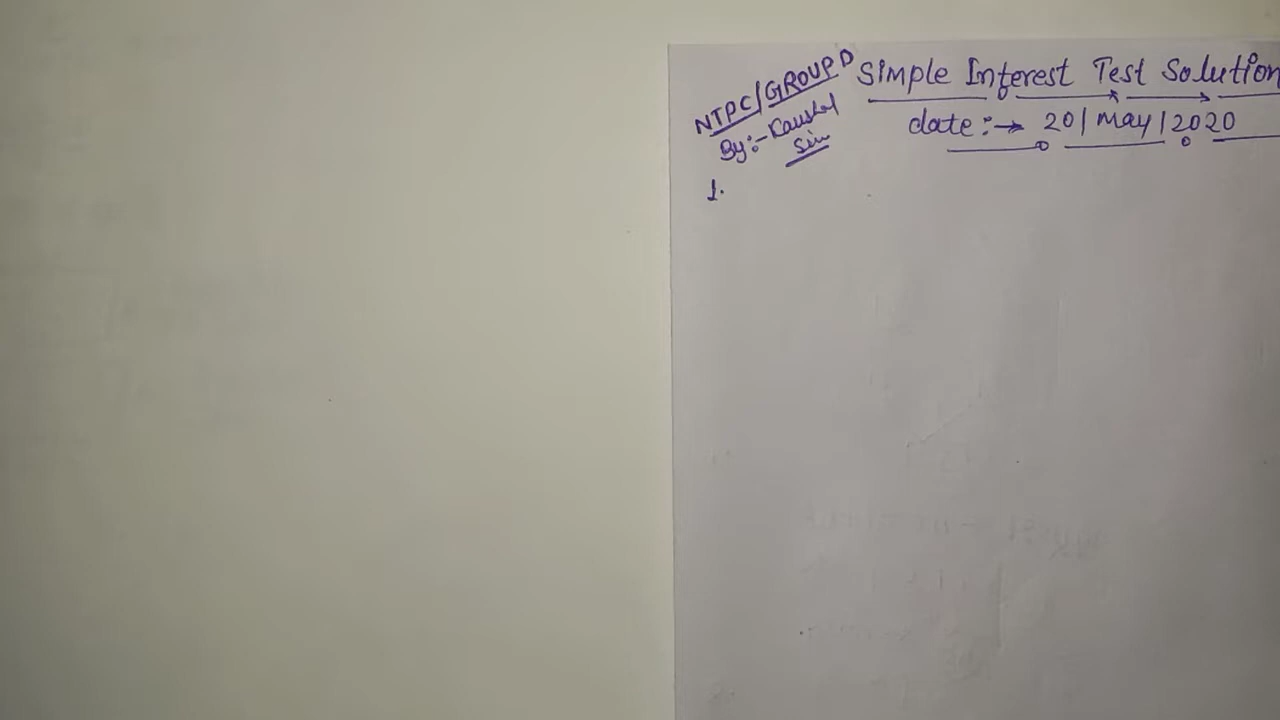 NTPC/GROUP D
By:- Kaushal
Sir
Simple Interest Test Solution
date:→ 20/May/2020
1.